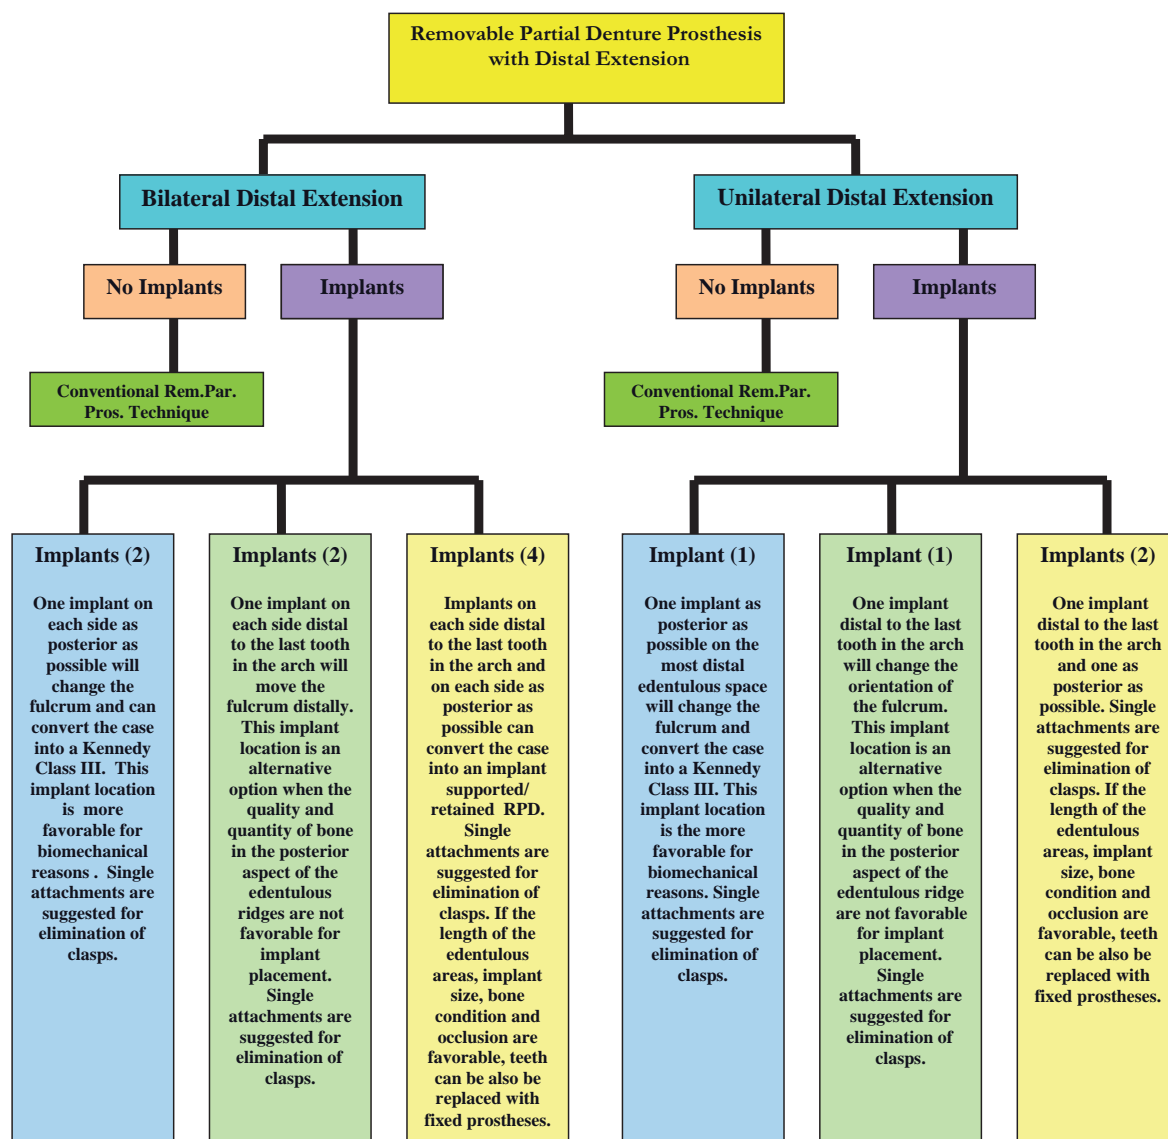 Removable Partial Denture Prosthesis
with Distal Extension
Bilateral Distal Extension
Unilateral Distal Extension
No Implants
Implants
No Implants
Implants
Conventional Rem.Par.
Pros. Technique
Conventional Rem.Par.
Pros. Technique
Implants (2)
One implant on
each side as
posterior as
possible will
change the
fulcrum and can
convert the case
into a Kennedy
Class III. This
implant location
is more
favorable for
biomechanical
reasons . Single
attachments are
suggested for
elimination of
clasps.
Implants (2)
One implant on
each side distal
to the last tooth
in the arch will
move the
fulcrum distally.
This implant
location is an
alternative
option when the
quality and
quantity of bone
in the posterior
aspect of the
edentulous
ridges are not
favorable for
implant
placement.
Single
attachments are
suggested for
elimination of
clasps.
Implants (4)
Implants on
each side distal
to the last tooth
in the arch and
on each side as
posterior as
possible can
convert the case
into an implant
supported/
retained RPD.
Single
attachments are
suggested for
elimination of
clasps. If the
length of the
edentulous
areas, implant
size, bone
condition and
occlusion are
favorable, teeth
can be also be
replaced with
fixed prostheses.
Implant (1)
One implant as
posterior as
possible on the
most distal
edentulous space
will change the
fulcrum and
convert the case
into a Kennedy
Class III. This
implant location
is the more
favorable for
biomechanical
reasons. Single
attachments are
suggested for
elimination of
clasps.
Implant (1)
One implant
distal to the last
tooth in the arch
will change the
orientation of
the fulcrum.
This implant
location is an
alternative
option when the
quality and
quantity of bone
in the posterior
aspect of the
edentulous ridge
are not favorable
for implant
placement.
Single
attachments are
suggested for
elimination of
clasps.
Implants (2)
One implant
distal to the last
tooth in the arch
and one as
posterior as
possible. Single
attachments are
suggested for
elimination of
clasps. If the
length of the
edentulous
areas, implant
size, bone
condition and
occlusion are
favorable, teeth
can be also be
replaced with
fixed prostheses.